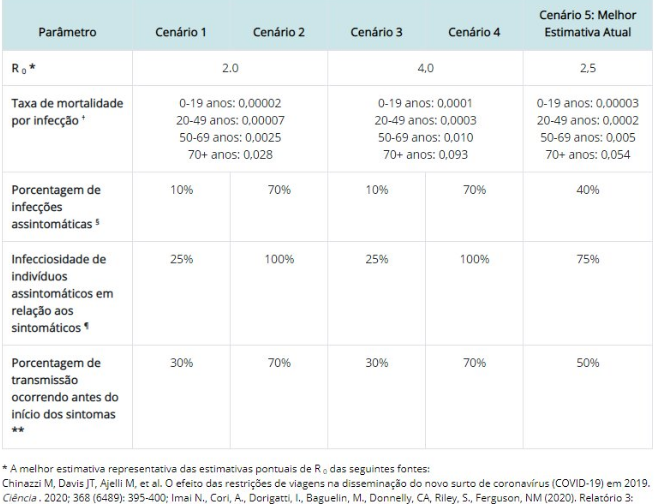 Parâmetro Cenário 1 Cenário 2 Cenário 3 Cenário 4 Cenário 5: Melhor Estimativa Atual
R 0 * 2.0 4,0 2,5
Taxa de mortalidade por infecção †
0-19 anos: 0,00002
20-49 anos: 0,00007
50-69 anos: 0,0025
70+ anos: 0,028
0-19 anos: 0,0001
20-49 anos: 0,0003
50-69 anos: 0,010
70+ anos: 0,093
0-19 anos: 0,00003
20-49 anos: 0,0002
50-69 anos: 0,005
70+ anos: 0,054
Porcentagem de infecções assintomáticas § 10% 70% 10% 70% 40%
Infecciosidade de indivíduos assintomáticos em relação aos sintomáticos ¶ 25% 100% 25% 100% 75%
Porcentagem de transmissão ocorrendo antes do início dos sintomas ** 30% 70% 30% 70% 50%
* A melhor estimativa representativa das estimativas pontuais de R 0 das seguintes fontes:
Chinazzi M, Davis JT, Ajelli M, et al. O efeito das restrições de viagens na disseminação do novo surto de coronavírus (COVID-19) em 2019.
Ciência . 2020; 368 (6489): 395-400; Imai N., Cori, A., Dorigatti, I., Baguelin, M., Donnelly, CA, Riley, S., Ferguson, NM (2020). Relatório 3: